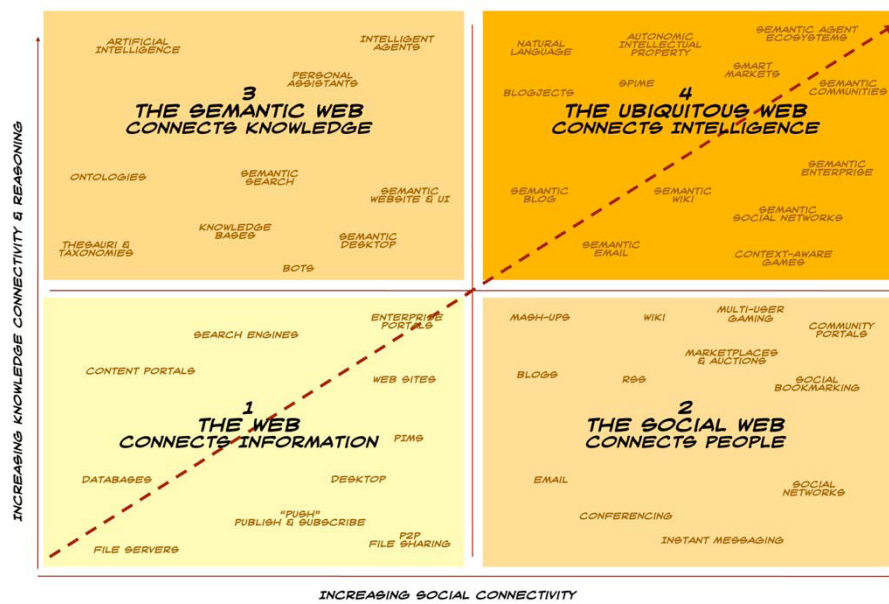 INCREASING KNOWLEDGE CONNECTIVITY & REASONING
ARTIFICIAL
INTELLIGENCE
INTELLIGENT
AGENTS
PERSONAL
ASSISTANTS
3
THE SEMANTIC WEB
CONNECTS KNOWLEDGE
ONTOLOGIES
SEMANTIC
SEARCH
SEMANTIC
WEBSITE & UI
THESAURI &
TAXONOMIES
KNOWLEDGE
BASES
SEMANTIC
DESKTOP
BOTS
NATURAL
LANGUAGE
AUTONOMIC
INTELLECTUAL
PROPERTY
SEMANTIC AGENT
ECOSYSTEMS
SMART
MARKETS
BLOGJECTS
SPIME
SEMANTIC
COMMUNITIES
4
THE UBIQUITOUS WEB
CONNECTS INTELLIGENCE
SEMANTIC
ENTERPRISE
SEMANTIC
BLOG
SEMANTIC
WIKI
SEMANTIC
SOCIAL NETWORKS
SEMANTIC
EMAIL
CONTEXT-AWARE
GAMES
ENTERPRISE
PORTALS
SEARCH ENGINES
CONTENT PORTALS
WEB SITES
1
THE WEB
CONNECTS INFORMATION
PIMS
DATABASES
DESKTOP
"PUSH"
PUBLISH & SUBSCRIBE
FILE SERVERS
P2P
FILE SHARING
MASH-UPS
WIKI
MULTI-USER
GAMING
COMMUNITY
PORTALS
MARKETPLACES
& AUCTIONS
BLOGS
RSS
SOCIAL
BOOKMARKING
2
THE SOCIAL WEB
CONNECTS PEOPLE
EMAIL
SOCIAL
NETWORKS
CONFERENCING
INSTANT MESSAGING
INCREASING SOCIAL CONNECTIVITY